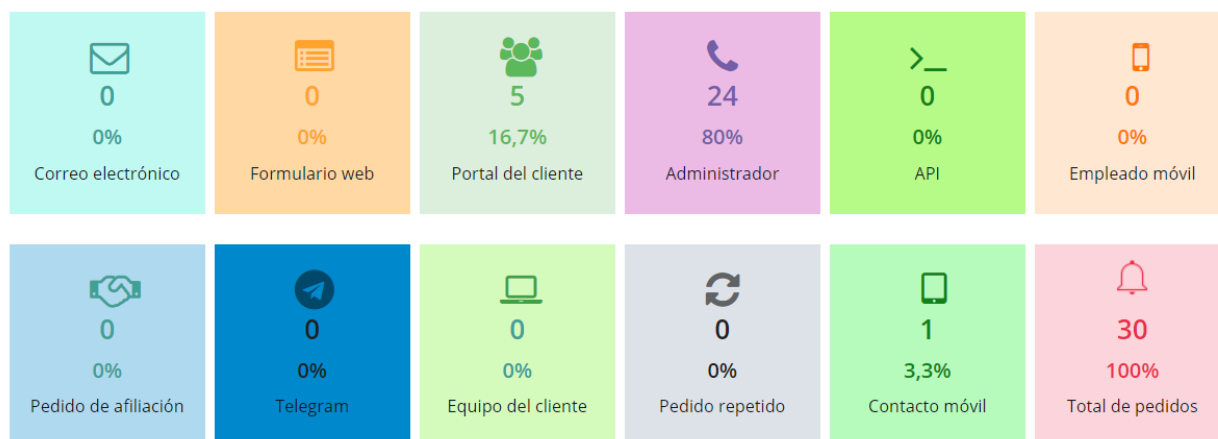 0
0%
Correo electrónico
0
0%
Formulario web
5
16,7%
Portal del cliente
24
80%
Administrador
0
0%
API
0
0%
Empleado móvil
0
0%
Pedido de afiliación
0
0%
Telegram
0
0%
Equipo del cliente
0
0%
Pedido repetido
1
3,3%
Contacto móvil
30
100%
Total de pedidos